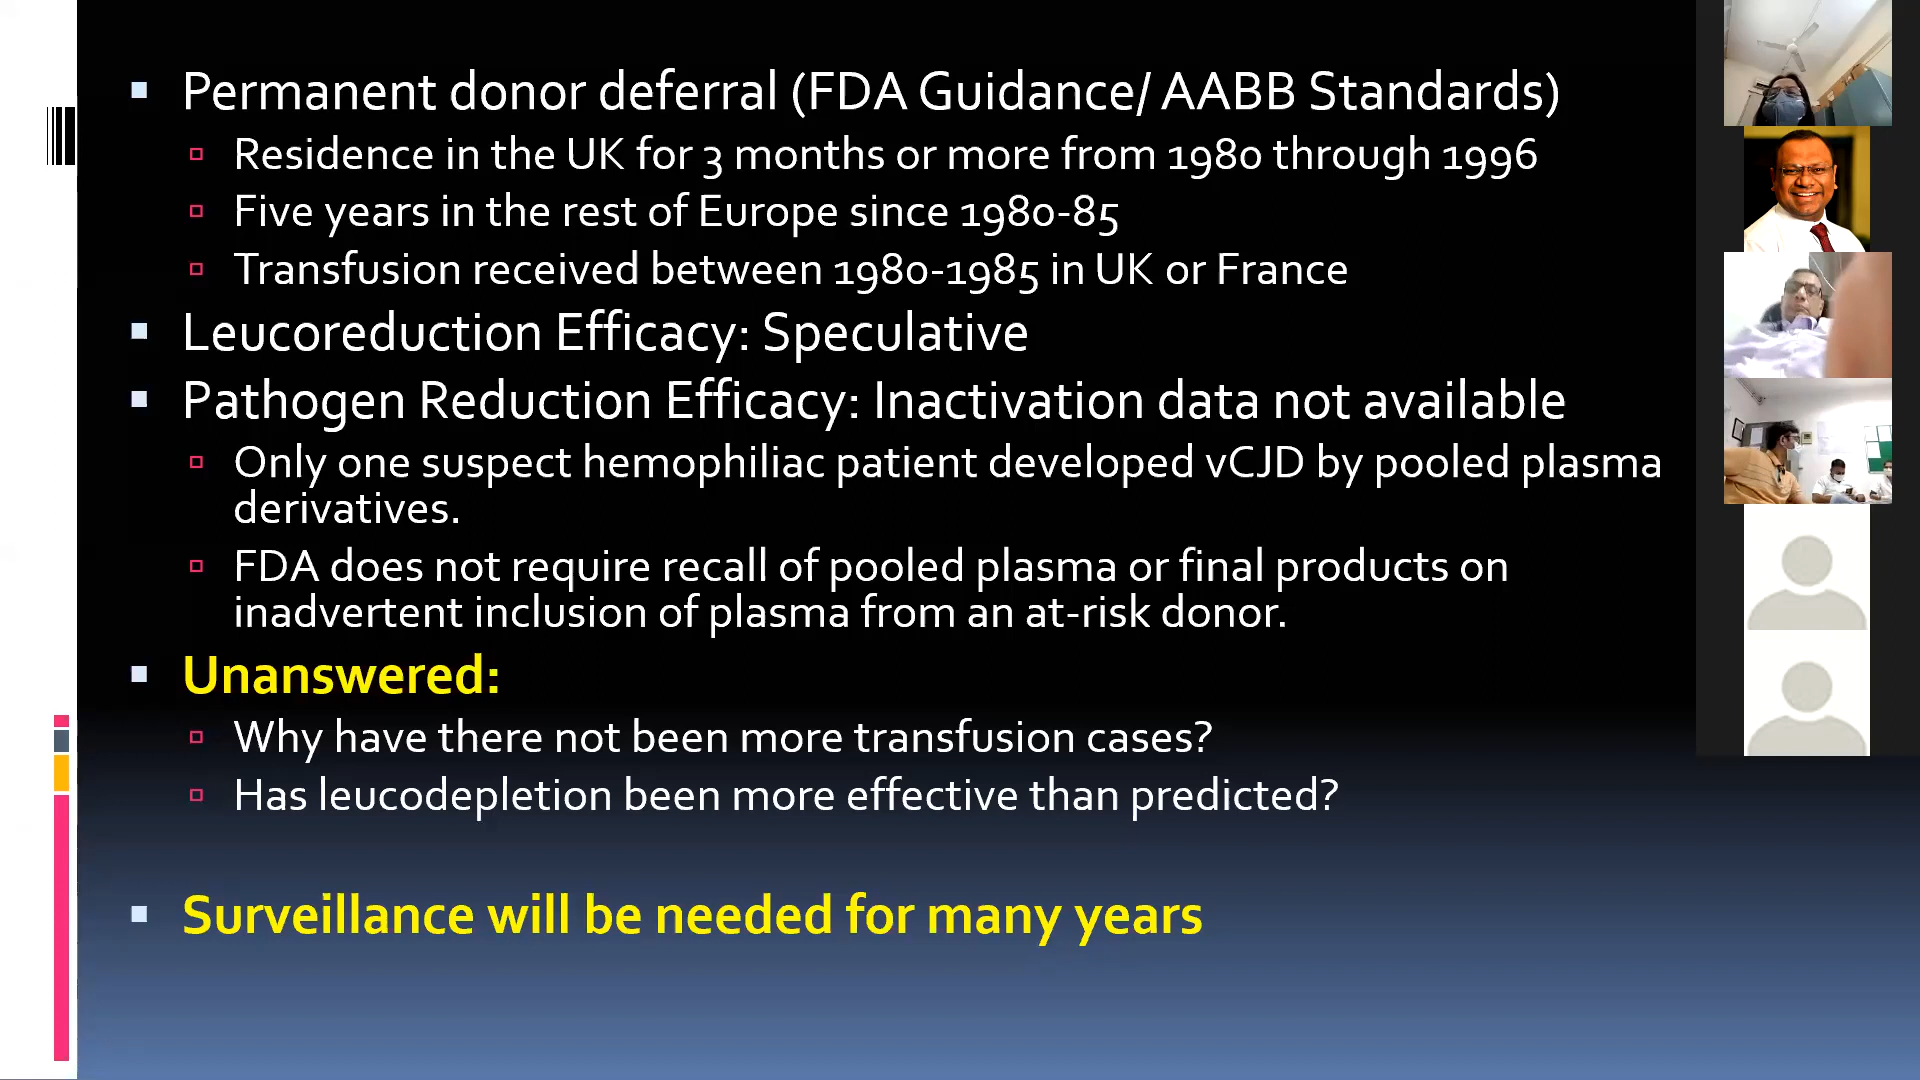 Permanent donor deferral (FDA Guidance/ AABB Standards)
Residence in the UK for 3 months or more from 1980 through 1996
Five years in the rest of Europe since 1980-85
Transfusion received between 1980-1985 in UK or France
Leucoreduction Efficacy: Speculative
Pathogen Reduction Efficacy: Inactivation data not available
Only one suspect hemophiliac patient developed vCJD by pooled plasma
derivatives.
FDA does not require recall of pooled plasma or final products on
inadvertent inclusion of plasma from an at-risk donor.
Unanswered:
Why have there not been more transfusion cases?
Has leucodepletion been more effective than predicted?
Surveillance will be needed for many years